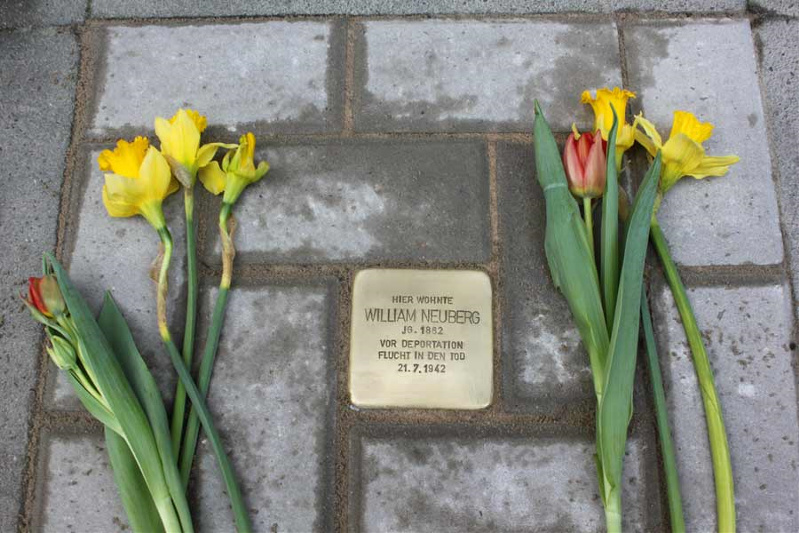 HIER WOHNTE
WILLIAM NEUBERG
JG. 1862
VOR DEPORTATION
FLUCHT IN DEN TOD
21.7.1942